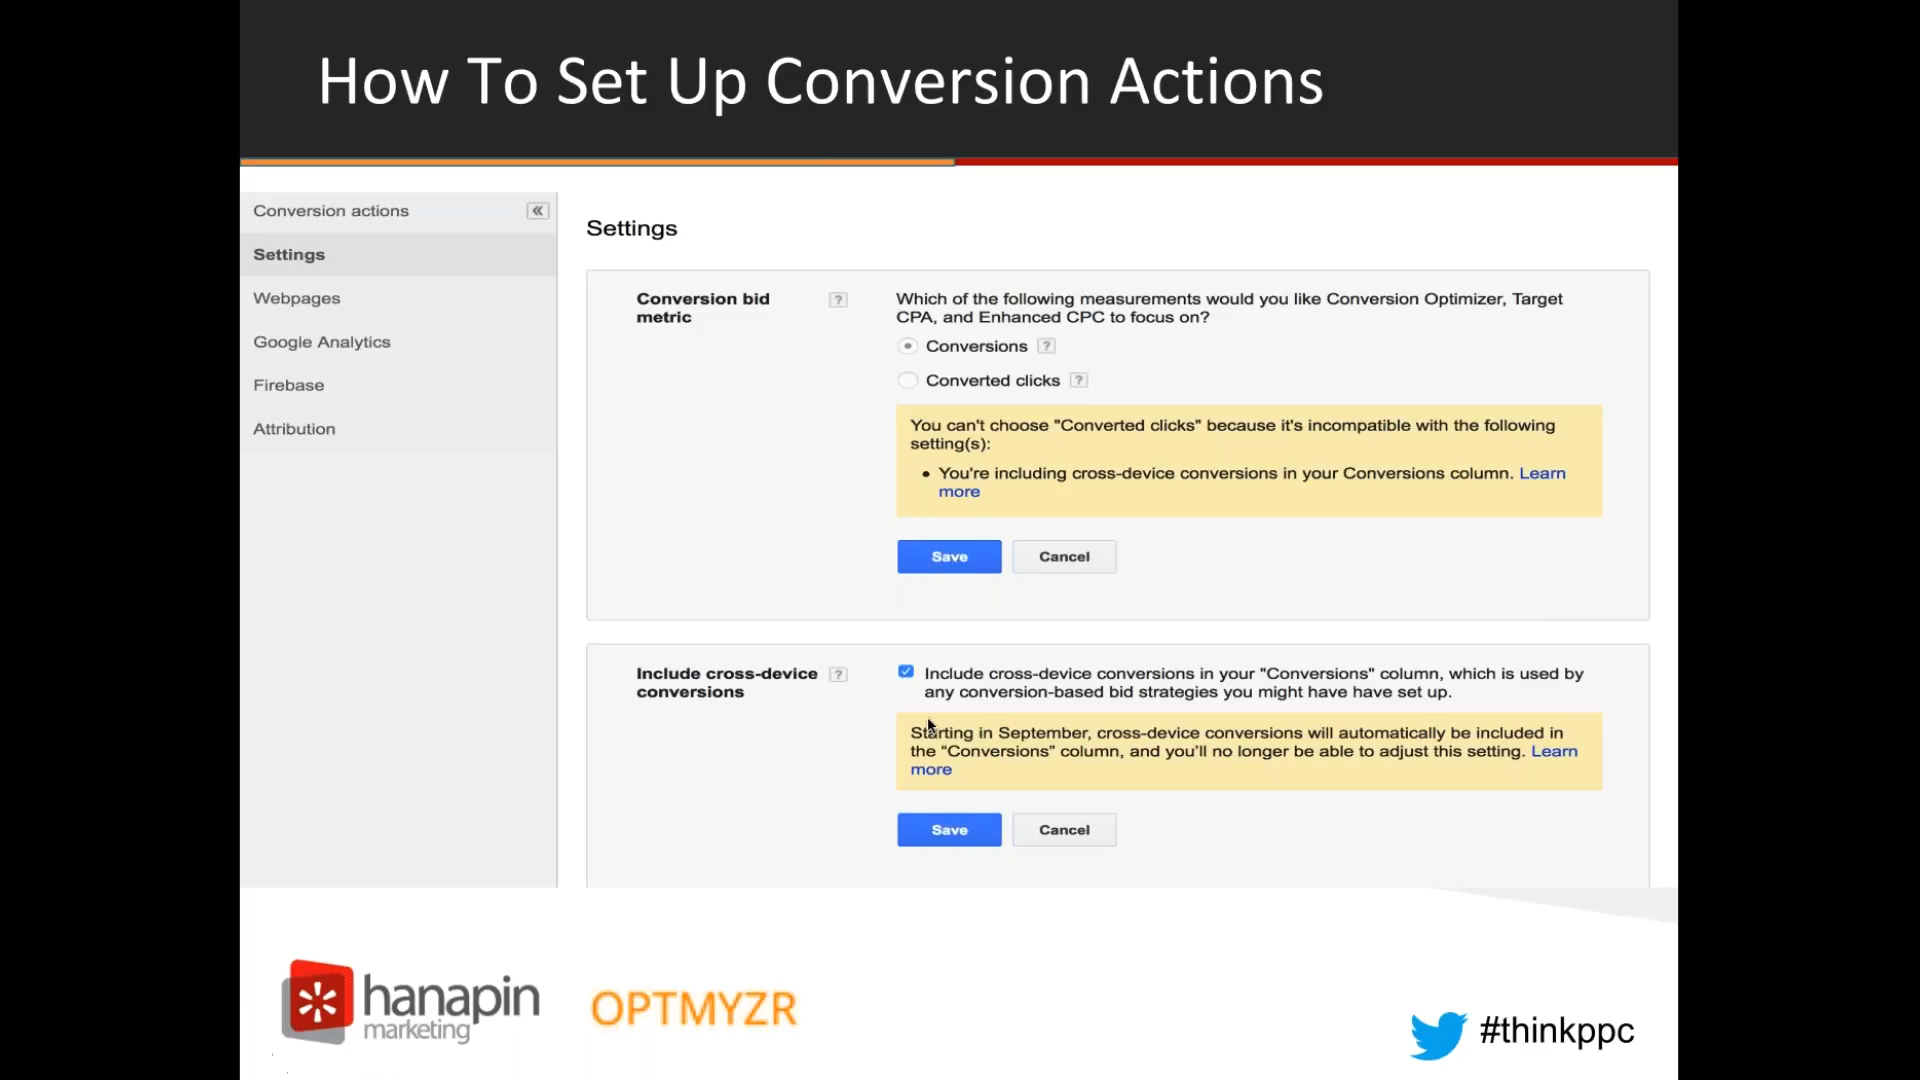 How To Set Up Conversion Actions
Conversion actions
Settings
Webpages
Google Analytics
Firebase
Attribution
Settings
Conversion bid
metric
?
Which of the following measurements would you like Conversion Optimizer, Target
CPA, and Enhanced CPC to focus on?
Conversions ?
Converted clicks ?
You can't choose "Converted clicks" because it's incompatible with the following
setting(s):
• You're including cross-device conversions in your Conversions column. Learn
more
Save Cancel
Include cross-device
conversions
?
Include cross-device conversions in your "Conversions" column, which is used by
any conversion-based bid strategies you might have have set up.
Starting in September, cross-device conversions will automatically be included in
the "Conversions" column, and you'll no longer be able to adjust this setting. Learn
more
Save Cancel
hanapin
marketing
OPTMYZR
#thinkppc